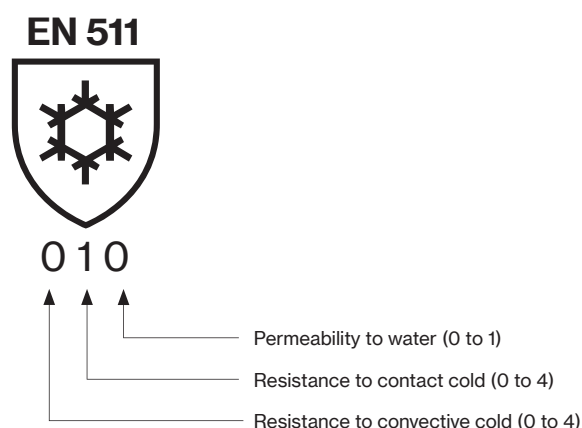 EN 511
0 1 0
Permeability to water (0 to 1)
Resistance to contact cold (0 to 4)
Resistance to convective cold (0 to 4)